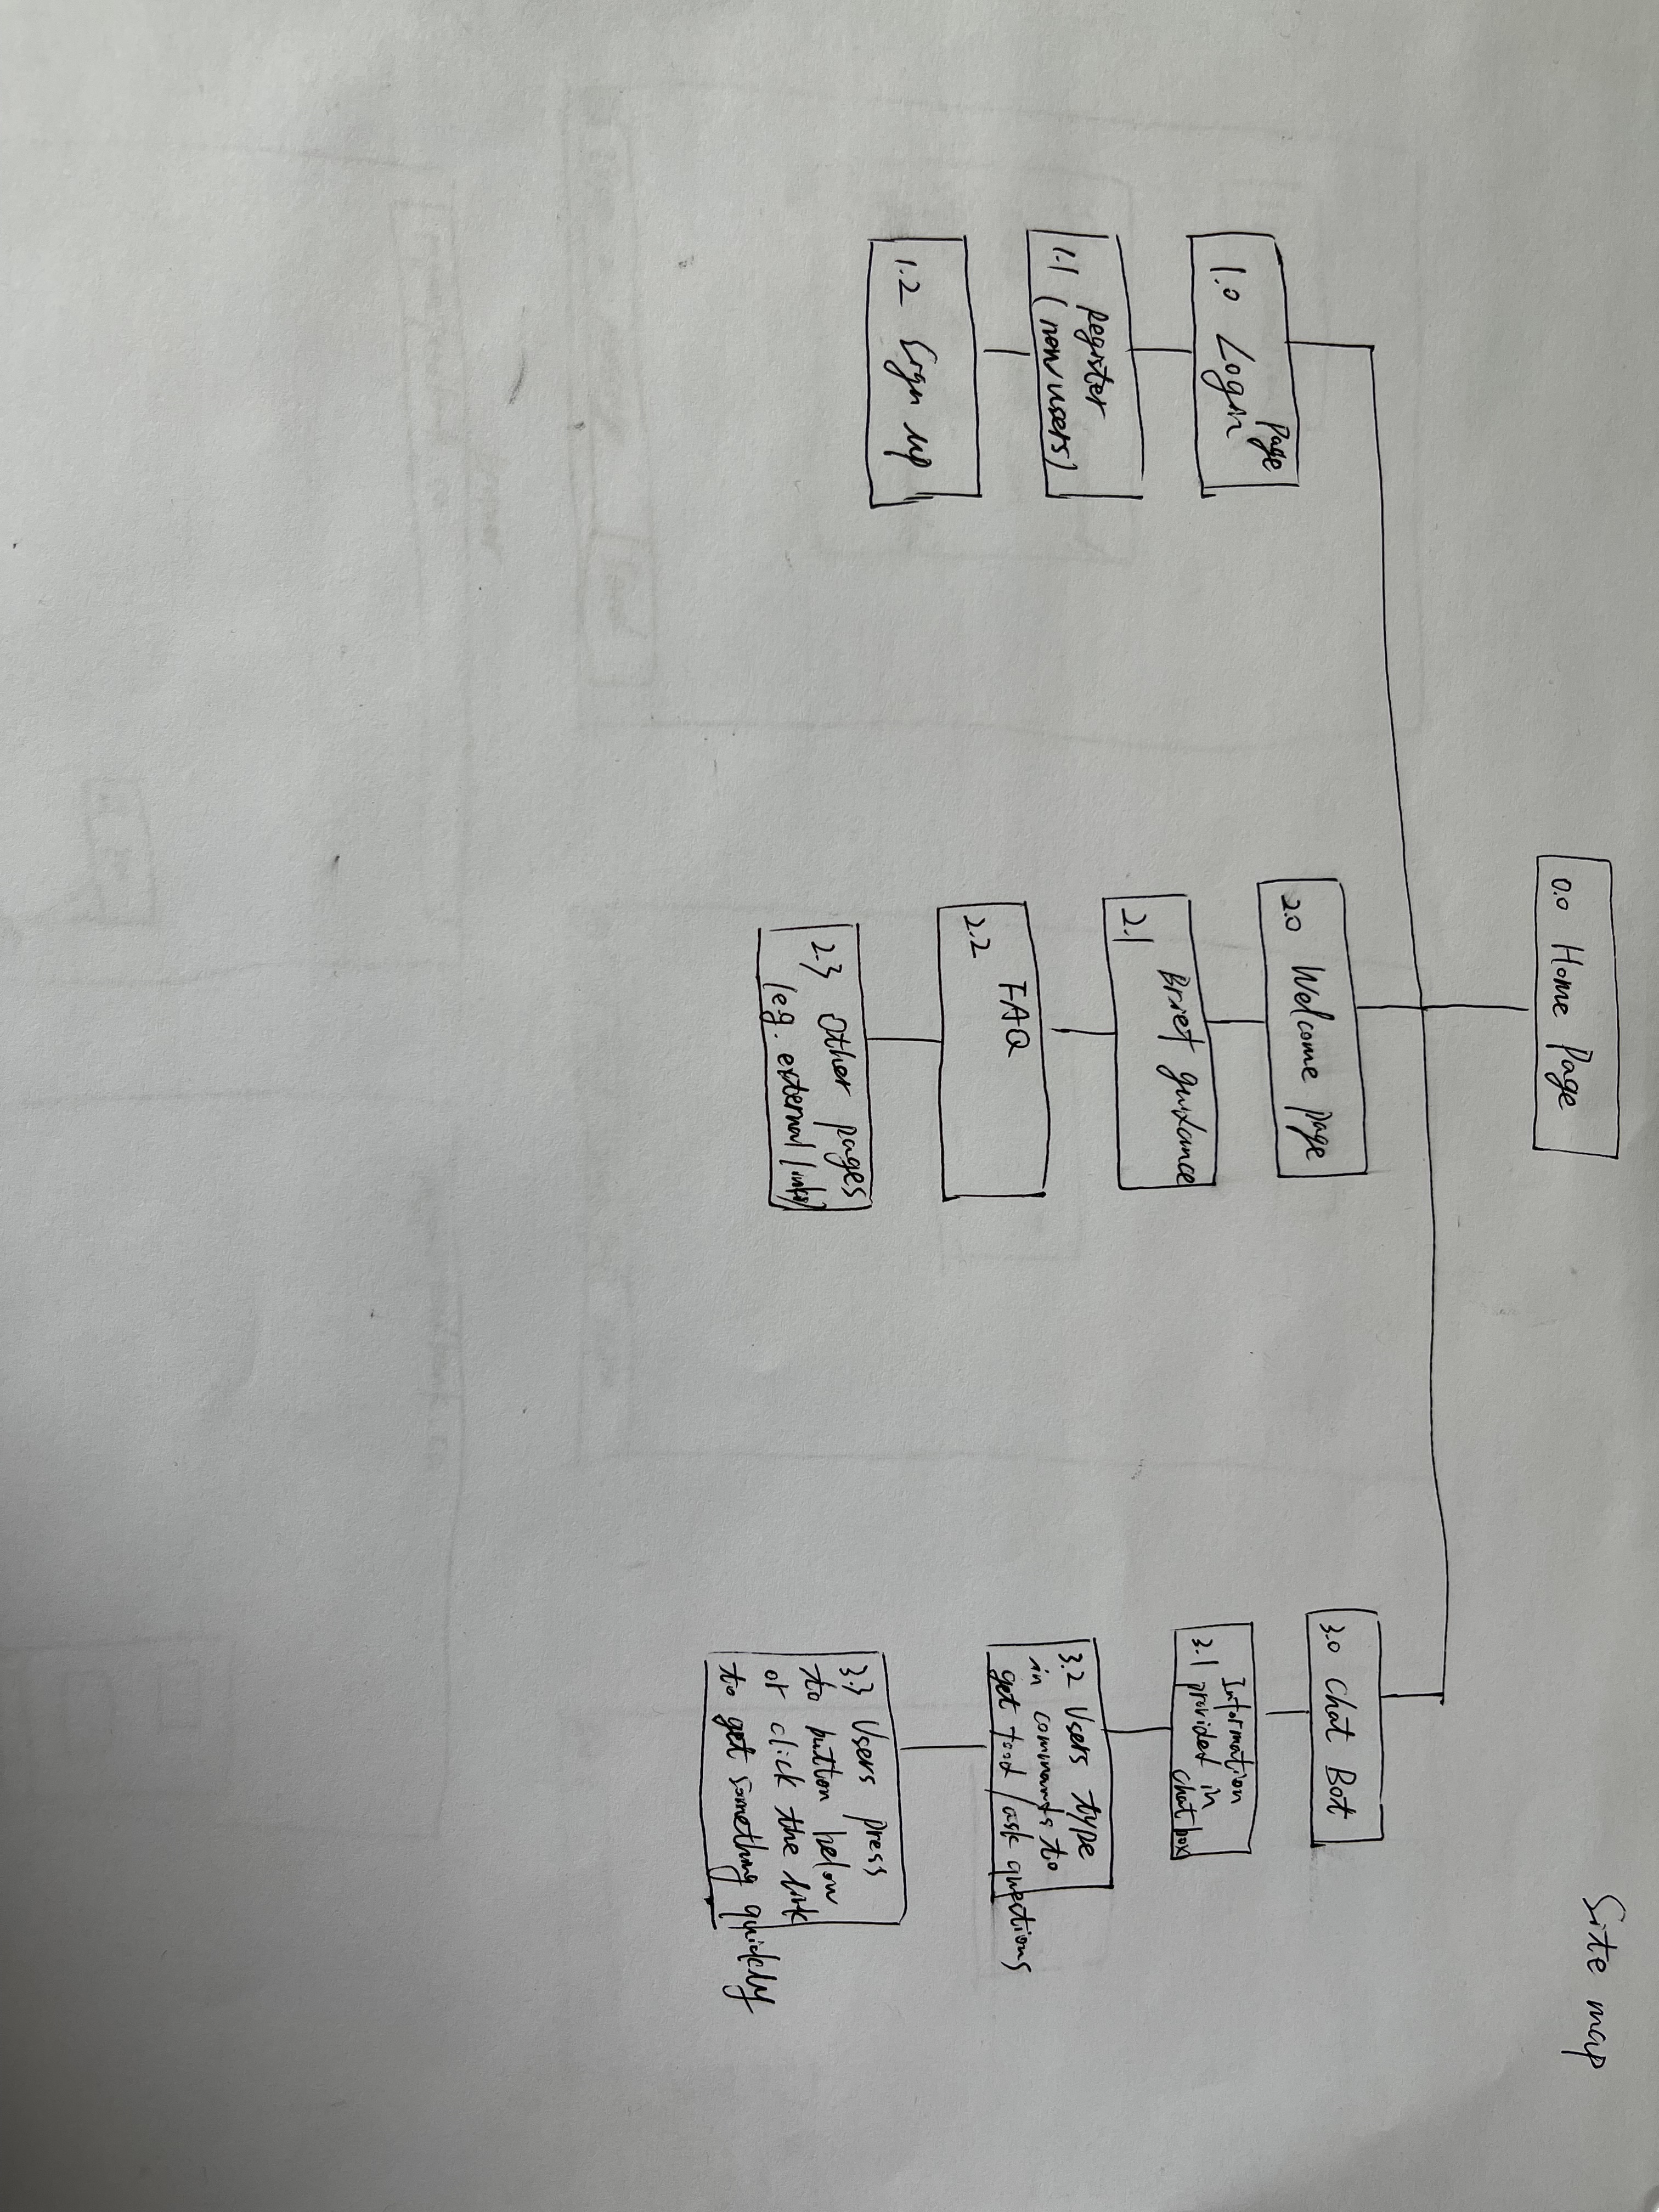 Site map
0.0 Home Page
1.0 Login Page
1.1 Register
(new users)
1.2 Sign up
2.0 Welcome page
2.1 Brief guidance
2.2 FAQ
2.3 Other pages
(e.g. external links)
3.0 Chat Bot
3.1 Information
provided in
chat box
3.2 Users type
in commands to
get food / ask questions
3.3 Users press
to button below
or click the link
to get something quickly